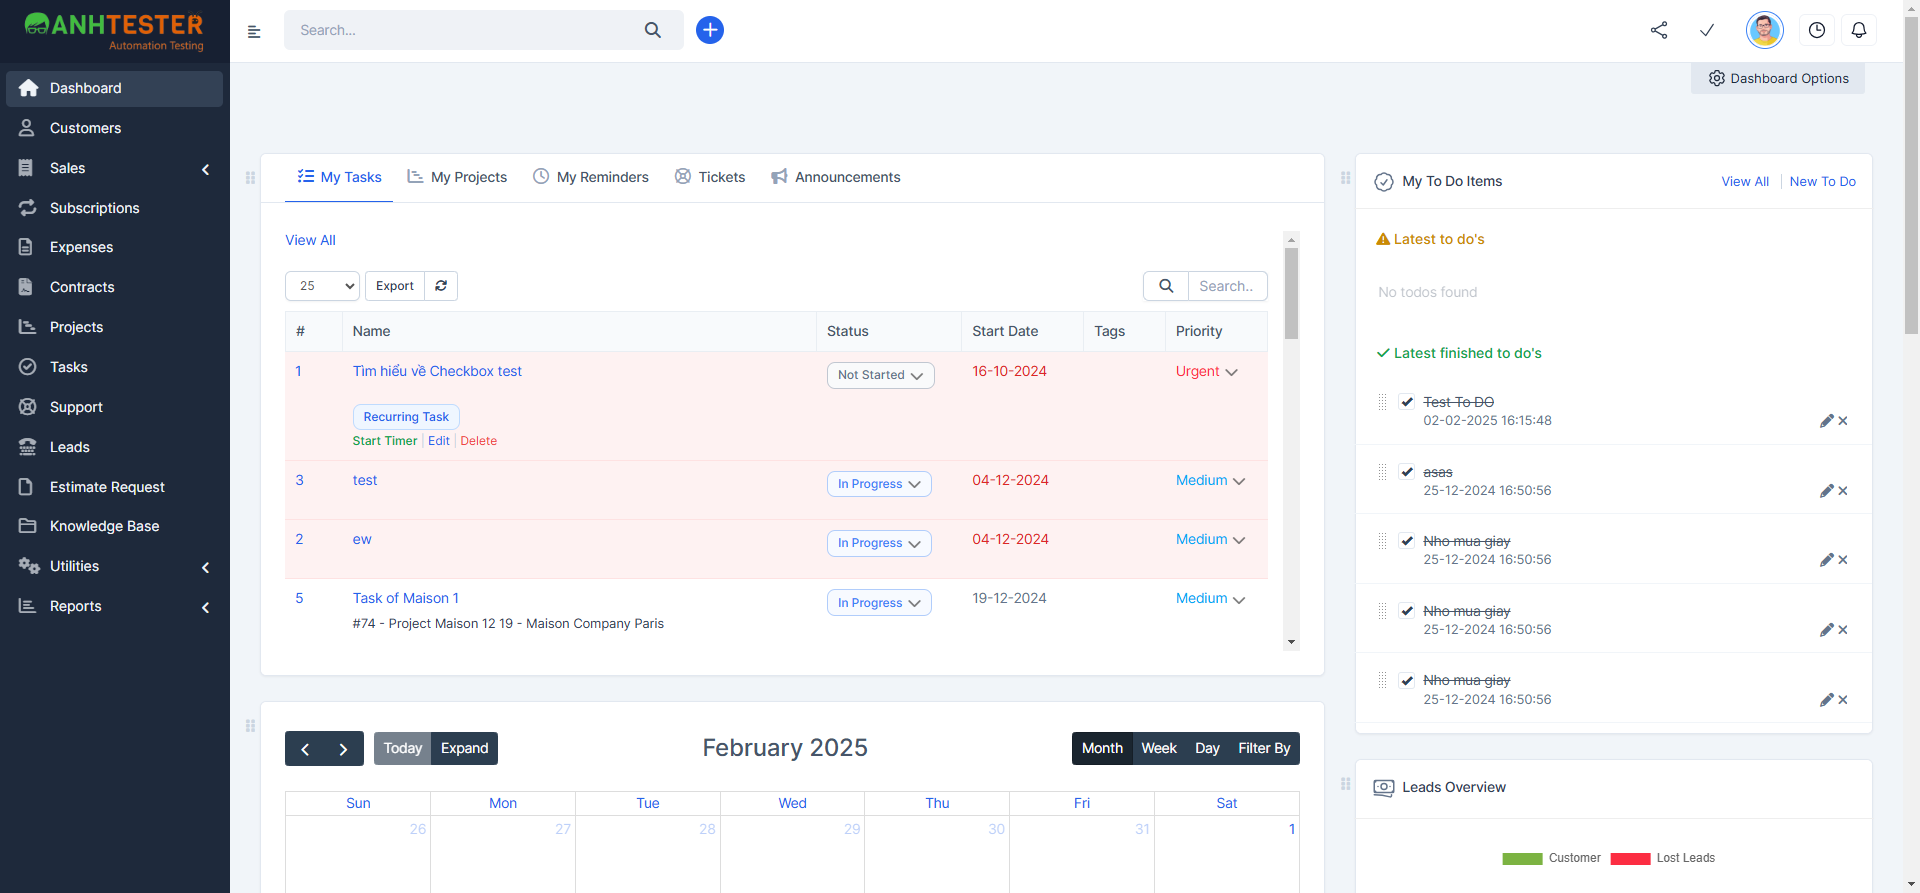 ANHTESTER
Automation Testing
Search...
Dashboard Options
Dashboard
Customers
Sales
Subscriptions
Expenses
Contracts
Projects
Tasks
Support
Leads
Estimate Request
Knowledge Base
Utilities
Reports
My Tasks
My Projects
My Reminders
Tickets
Announcements
View All
25
Export
Search..
# Name Status Start Date Tags Priority
1 Tìm hiểu về Checkbox test Not Started 16-10-2024 Urgent
Recurring Task
Start Timer | Edit | Delete
3 test In Progress 04-12-2024 Medium
2 ew In Progress 04-12-2024 Medium
5 Task of Maison 1 In Progress 19-12-2024 Medium
#74 - Project Maison 12 19 - Maison Company Paris
Today Expand
February 2025
Month Week Day Filter By
Sun Mon Tue Wed Thu Fri Sat
26 27 28 29 30 31 1
My To Do Items
View All | New To Do
Latest to do's
No todos found
Latest finished to do's
Test To DO
02-02-2025 16:15:48
asas
25-12-2024 16:50:56
Nho mua giay
25-12-2024 16:50:56
Nho mua giay
25-12-2024 16:50:56
Nho mua giay
25-12-2024 16:50:56
Leads Overview
Customer Lost Leads